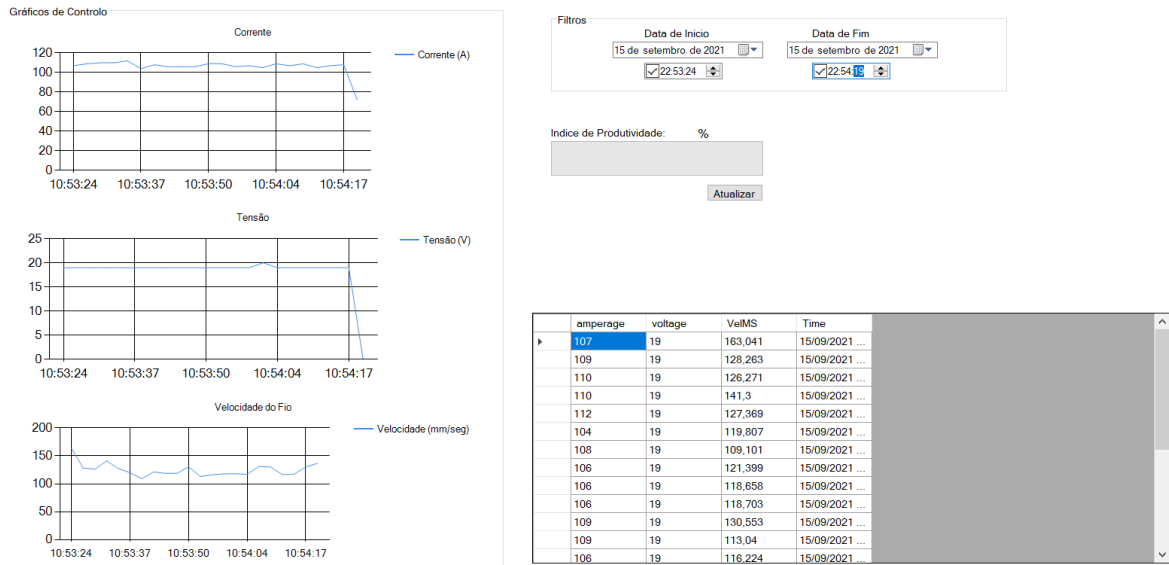 Gráficos de Controlo
Corrente
Corrente (A)
120
100
80
60
40
20
0
10:53:24 10:53:37 10:53:50 10:54:04 10:54:17
Tensão
Tensão (V)
25
20
15
10
5
0
10:53:24 10:53:37 10:53:50 10:54:04 10:54:17
Velocidade do Fio
Velocidade (mm/seg)
200
150
100
50
0
10:53:24 10:53:37 10:53:50 10:54:04 10:54:17
Filtros
Data de Inicio Data de Fim
15 de setembro de 2021 15 de setembro de 2021
22:53:24 22:54:19
Indice de Produtividade: %
Atualizar
amperage voltage VelMS Time
107 19 163,041 15/09/2021 ...
109 19 128,263 15/09/2021 ...
110 19 126,271 15/09/2021 ...
110 19 141,3 15/09/2021 ...
112 19 127,369 15/09/2021 ...
104 19 119,807 15/09/2021 ...
108 19 109,101 15/09/2021 ...
106 19 121,399 15/09/2021 ...
106 19 118,658 15/09/2021 ...
106 19 118,703 15/09/2021 ...
109 19 130,553 15/09/2021 ...
109 19 113,04 15/09/2021 ...
106 19 116,224 15/09/2021 ...